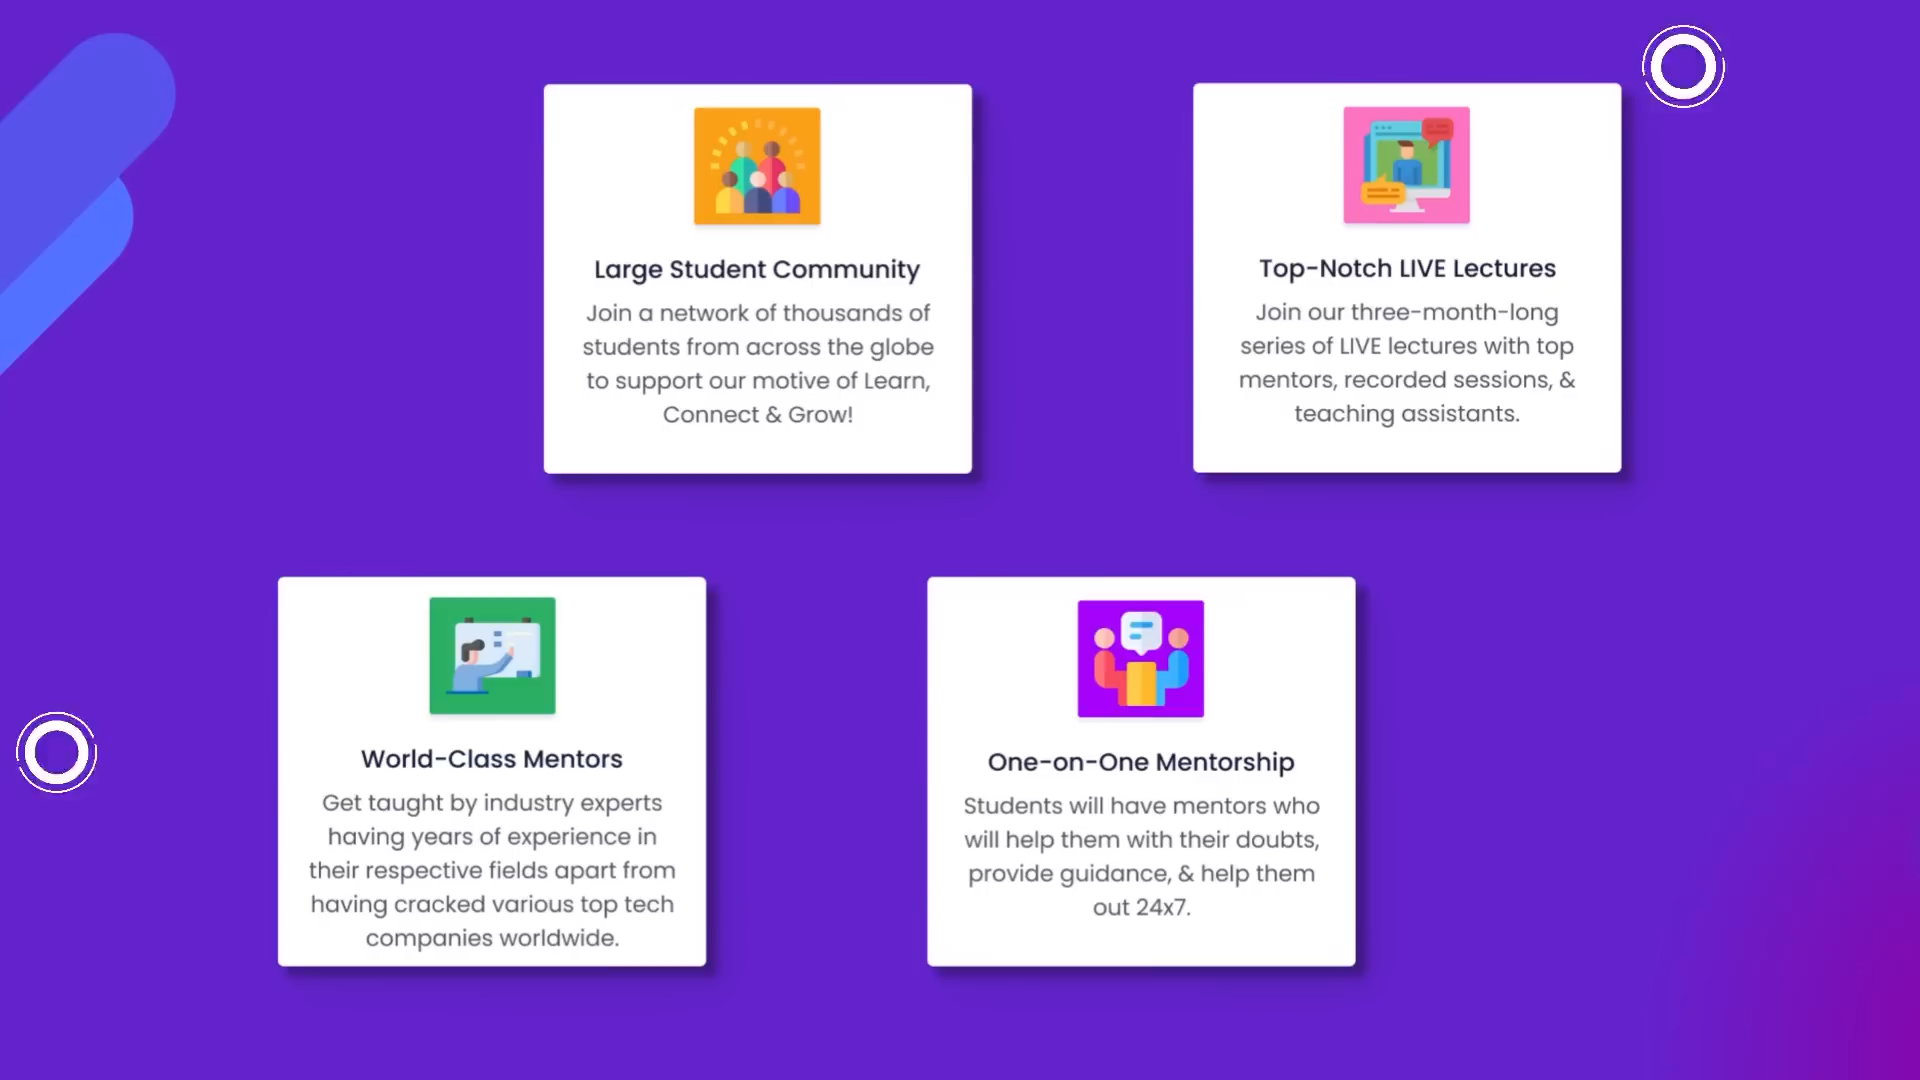 Large Student Community
Join a network of thousands of
students from across the globe
to support our motive of Learn,
Connect & Grow!
Top-Notch LIVE Lectures
Join our three-month-long
series of LIVE lectures with top
mentors, recorded sessions, &
teaching assistants.
World-Class Mentors
Get taught by industry experts
having years of experience in
their respective fields apart from
having cracked various top tech
companies worldwide.
One-on-One Mentorship
Students will have mentors who
will help them with their doubts,
provide guidance, & help them
out 24x7.